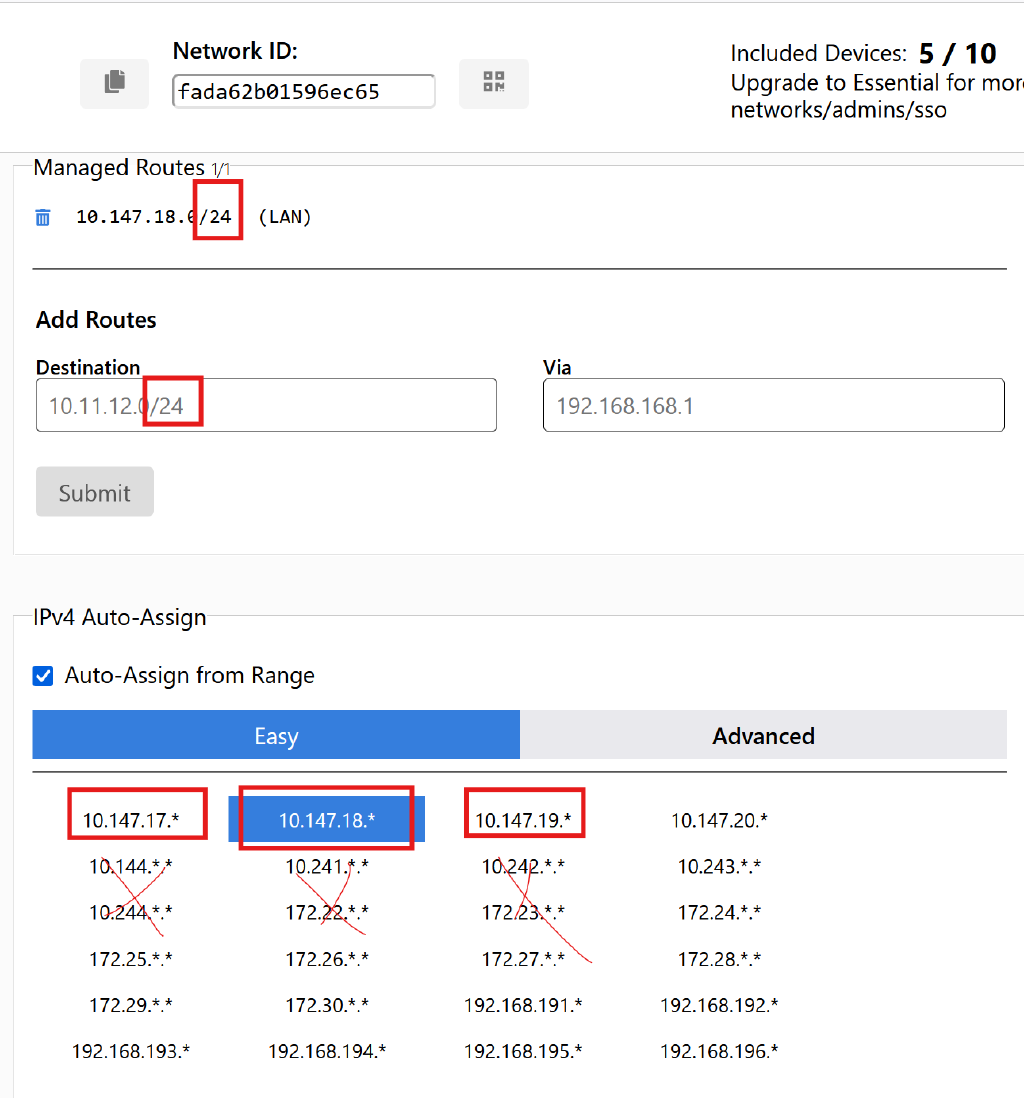 Network ID:
fada62b01596ec65
Included Devices: 5 / 10
Upgrade to Essential for more
networks/admins/sso
Managed Routes 1/1
10.147.18.0/24 (LAN)
Add Routes
Destination
Via
10.11.12.0/24
192.168.168.1
Submit
IPv4 Auto-Assign
Auto-Assign from Range
Easy
Advanced
10.147.17.* 10.147.18.* 10.147.19.* 10.147.20.*
10.144.*.* 10.241.*.* 10.242.*.* 10.243.*.*
10.244.*.* 172.22.*.* 172.23.*.* 172.24.*.*
172.25.*.* 172.26.*.* 172.27.*.* 172.28.*.*
172.29.*.* 172.30.*.* 192.168.191.* 192.168.192.*
192.168.193.* 192.168.194.* 192.168.195.* 192.168.196.*